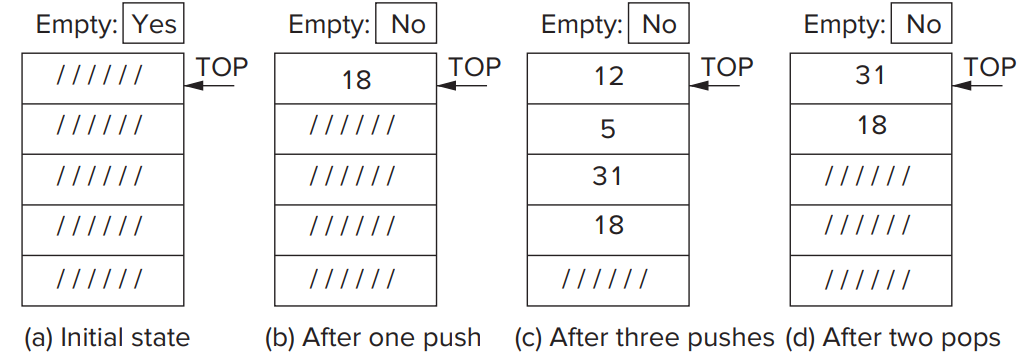 Empty: Yes Empty: No Empty: No Empty: No
////// TOP 18 TOP 12 TOP 31 TOP
////// ////// 5 18
////// ////// 31 //////
////// ////// 18 //////
////// ////// ////// //////
(a) Initial state (b) After one push (c) After three pushes (d) After two pops